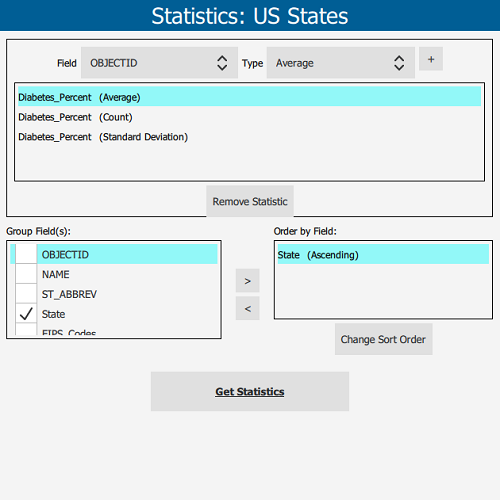 Statistics: US States
Field OBJECTID Type Average +
Diabetes_Percent (Average)
Diabetes_Percent (Count)
Diabetes_Percent (Standard Deviation)
Remove Statistic
Group Field(s):
OBJECTID
NAME
ST_ABBREV
State
FIPS_Codes
>
<
Order by Field:
State (Ascending)
Change Sort Order
Get Statistics